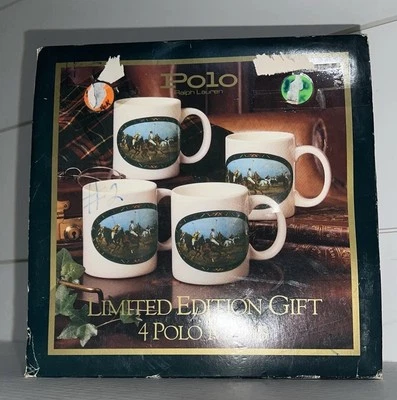 Polo
Ralph Lauren
LIMITED EDITION GIFT
4 POLO